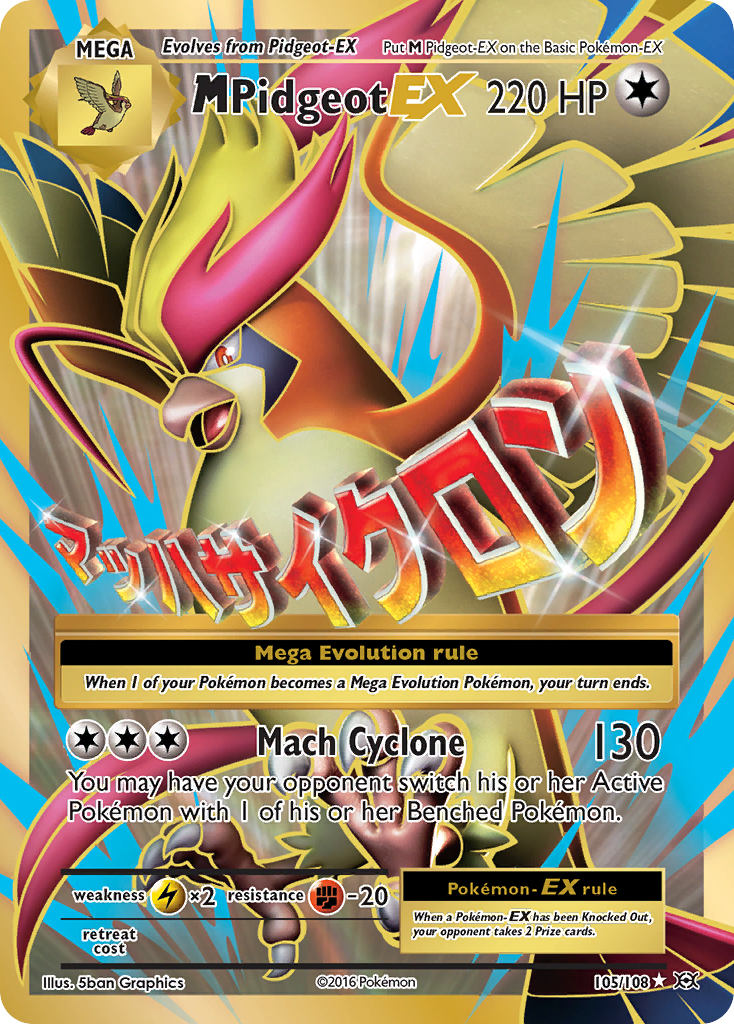 MEGA
Evolves from Pidgeot-EX
Put M Pidgeot-EX on the Basic Pokémon-EX
MPidgeotEX 220 HP
マッハサイクロン
Mega Evolution rule
When 1 of your Pokémon becomes a Mega Evolution Pokémon, your turn ends.
Mach Cyclone 130
You may have your opponent switch his or her Active
Pokémon with 1 of his or her Benched Pokémon.
weakness ×2 resistance -20
retreat
cost
Pokémon-EX rule
When a Pokémon-EX has been Knocked Out,
your opponent takes 2 Prize cards.
Illus. 5ban Graphics
©2016 Pokémon
105/108 ★